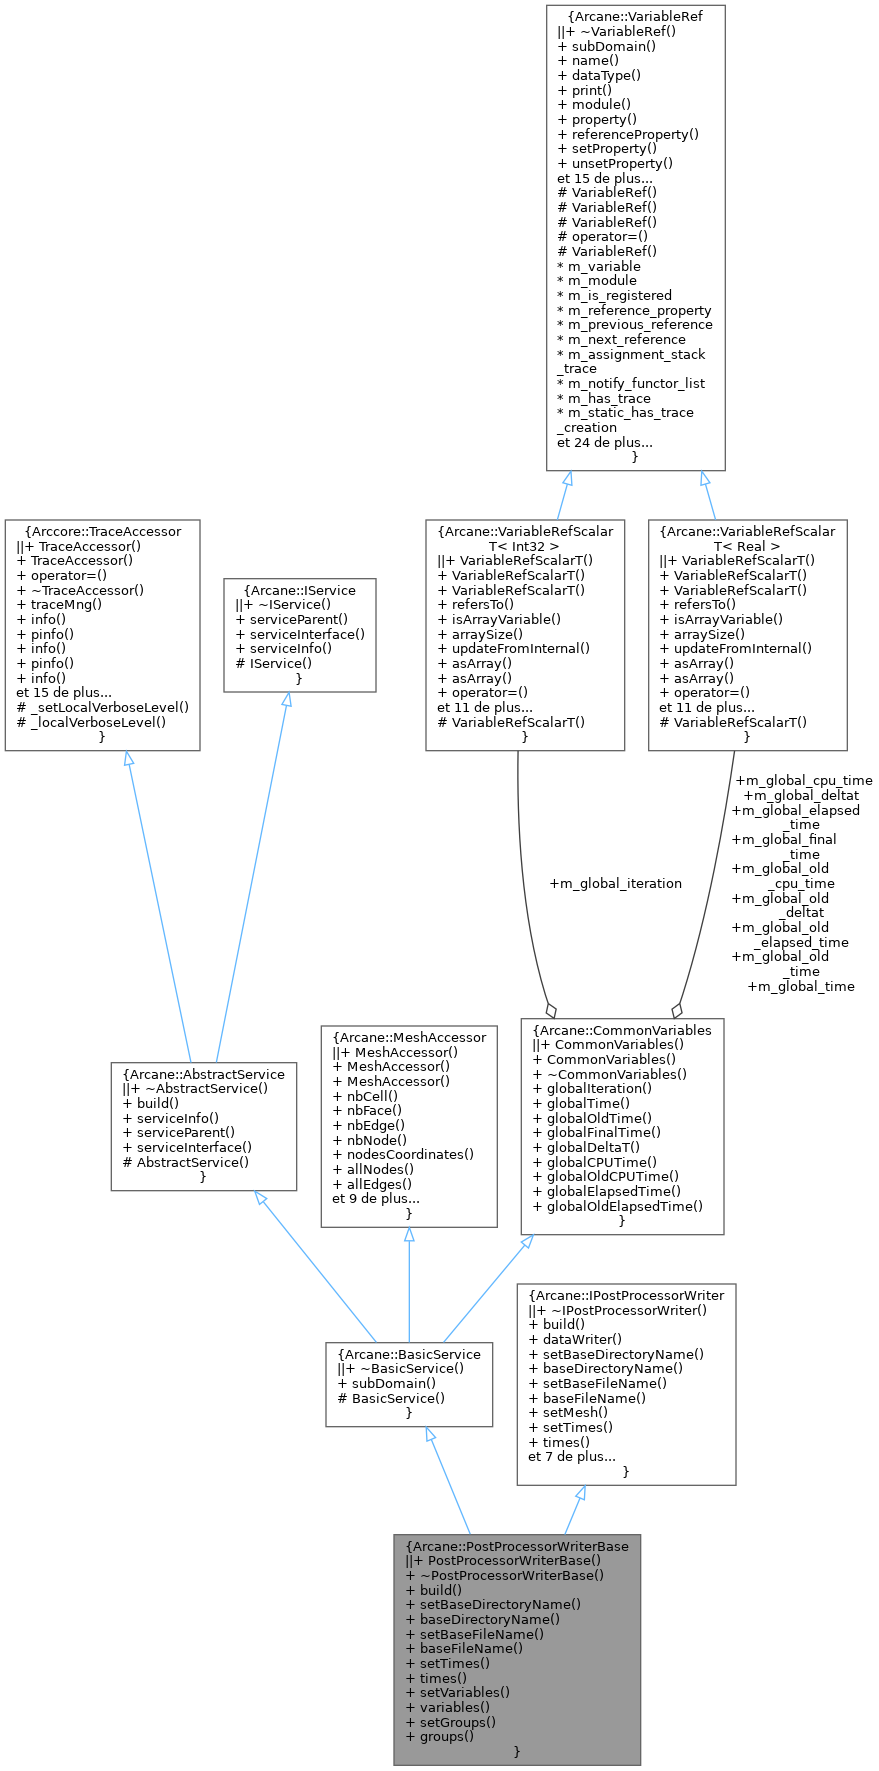 {Arcane::VariableRef
||+ ~VariableRef()
+ subDomain()
+ name()
+ dataType()
+ print()
+ module()
+ property()
+ referenceProperty()
+ setProperty()
+ unsetProperty()
et 15 de plus...
# VariableRef()
# VariableRef()
# VariableRef()
# operator=()
# VariableRef()
* m_variable
* m_module
* m_is_registered
* m_reference_property
* m_previous_reference
* m_next_reference
* m_assignment_stack
_trace
* m_notify_functor_list
* m_has_trace
* m_static_has_trace
_creation
et 24 de plus...
}
{Arccore::TraceAccessor
||+ TraceAccessor()
+ TraceAccessor()
+ operator=()
+ ~TraceAccessor()
+ traceMng()
+ info()
+ pinfo()
+ info()
+ pinfo()
+ info()
et 15 de plus...
# _setLocalVerboseLevel()
# _localVerboseLevel()
}
{Arcane::IService
||+ ~IService()
+ serviceParent()
+ serviceInterface()
+ serviceInfo()
# IService()
}
{Arcane::VariableRefScalar
T< Int32 >
||+ VariableRefScalarT()
+ VariableRefScalarT()
+ VariableRefScalarT()
+ refersTo()
+ isArrayVariable()
+ arraySize()
+ updateFromInternal()
+ asArray()
+ asArray()
+ operator=()
et 11 de plus...
# VariableRefScalarT()
}
{Arcane::VariableRefScalar
T< Real >
||+ VariableRefScalarT()
+ VariableRefScalarT()
+ VariableRefScalarT()
+ refersTo()
+ isArrayVariable()
+ arraySize()
+ updateFromInternal()
+ asArray()
+ asArray()
+ operator=()
et 11 de plus...
# VariableRefScalarT()
}
+m_global_iteration
+m_global_cpu_time
+m_global_deltat
+m_global_elapsed
_time
+m_global_final
_time
+m_global_old
_cpu_time
+m_global_old
_deltat
+m_global_old
_elapsed_time
+m_global_old
_time
+m_global_time
{Arcane::AbstractService
||+ ~AbstractService()
+ build()
+ serviceInfo()
+ serviceParent()
+ serviceInterface()
# AbstractService()
}
{Arcane::MeshAccessor
||+ MeshAccessor()
+ MeshAccessor()
+ MeshAccessor()
+ nbCell()
+ nbFace()
+ nbEdge()
+ nbNode()
+ nodesCoordinates()
+ allNodes()
+ allEdges()
et 9 de plus...
}
{Arcane::CommonVariables
||+ CommonVariables()
+ CommonVariables()
+ ~CommonVariables()
+ globalIteration()
+ globalTime()
+ globalOldTime()
+ globalFinalTime()
+ globalDeltaT()
+ globalCPUTime()
+ globalOldCPUTime()
+ globalElapsedTime()
+ globalOldElapsedTime()
}
{Arcane::BasicService
||+ ~BasicService()
+ subDomain()
# BasicService()
}
{Arcane::IPostProcessorWriter
||+ ~IPostProcessorWriter()
+ build()
+ dataWriter()
+ setBaseDirectoryName()
+ baseDirectoryName()
+ setBaseFileName()
+ baseFileName()
+ setMesh()
+ setTimes()
+ times()
et 7 de plus...
}
{Arcane::PostProcessorWriterBase
||+ PostProcessorWriterBase()
+ ~PostProcessorWriterBase()
+ build()
+ setBaseDirectoryName()
+ baseDirectoryName()
+ setBaseFileName()
+ baseFileName()
+ setTimes()
+ times()
+ setVariables()
+ variables()
+ setGroups()
+ groups()
}